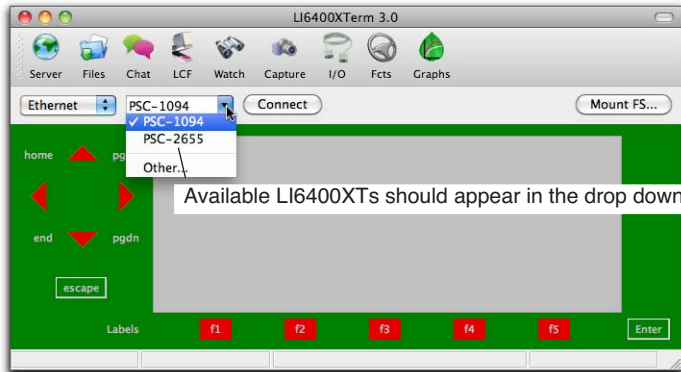 LI6400XTerm 3.0
Server Files Chat LCF Watch Capture I/O Fcts Graphs
Ethernet PSC-1094 Connect Mount FS...
✓ PSC-1094
PSC-2655
Other...
home pg
Available LI6400XTs should appear in the drop down
end pgdn
escape
Labels f1 f2 f3 f4 f5 Enter